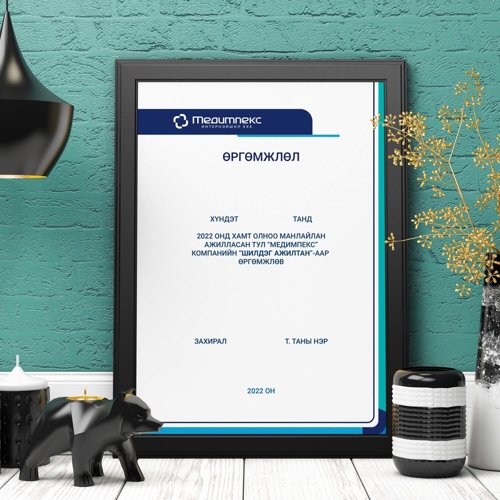 Медимпекс
ИНТЕРНЭЙШНЛ ХХК
ӨРГӨМЖЛӨЛ
ХҮНДЭТ ТАНД
2022 ОНД ХАМТ ОЛНОО МАНЛАЙЛАН
АЖИЛЛАСАН ТУЛ "МЕДИМПЕКС"
КОМПАНИЙН "ШИЛДЭГ АЖИЛТАН"-ААР
ӨРГӨМЖЛӨВ
ЗАХИРАЛ Т. ТАНЫ НЭР
2022 ОН